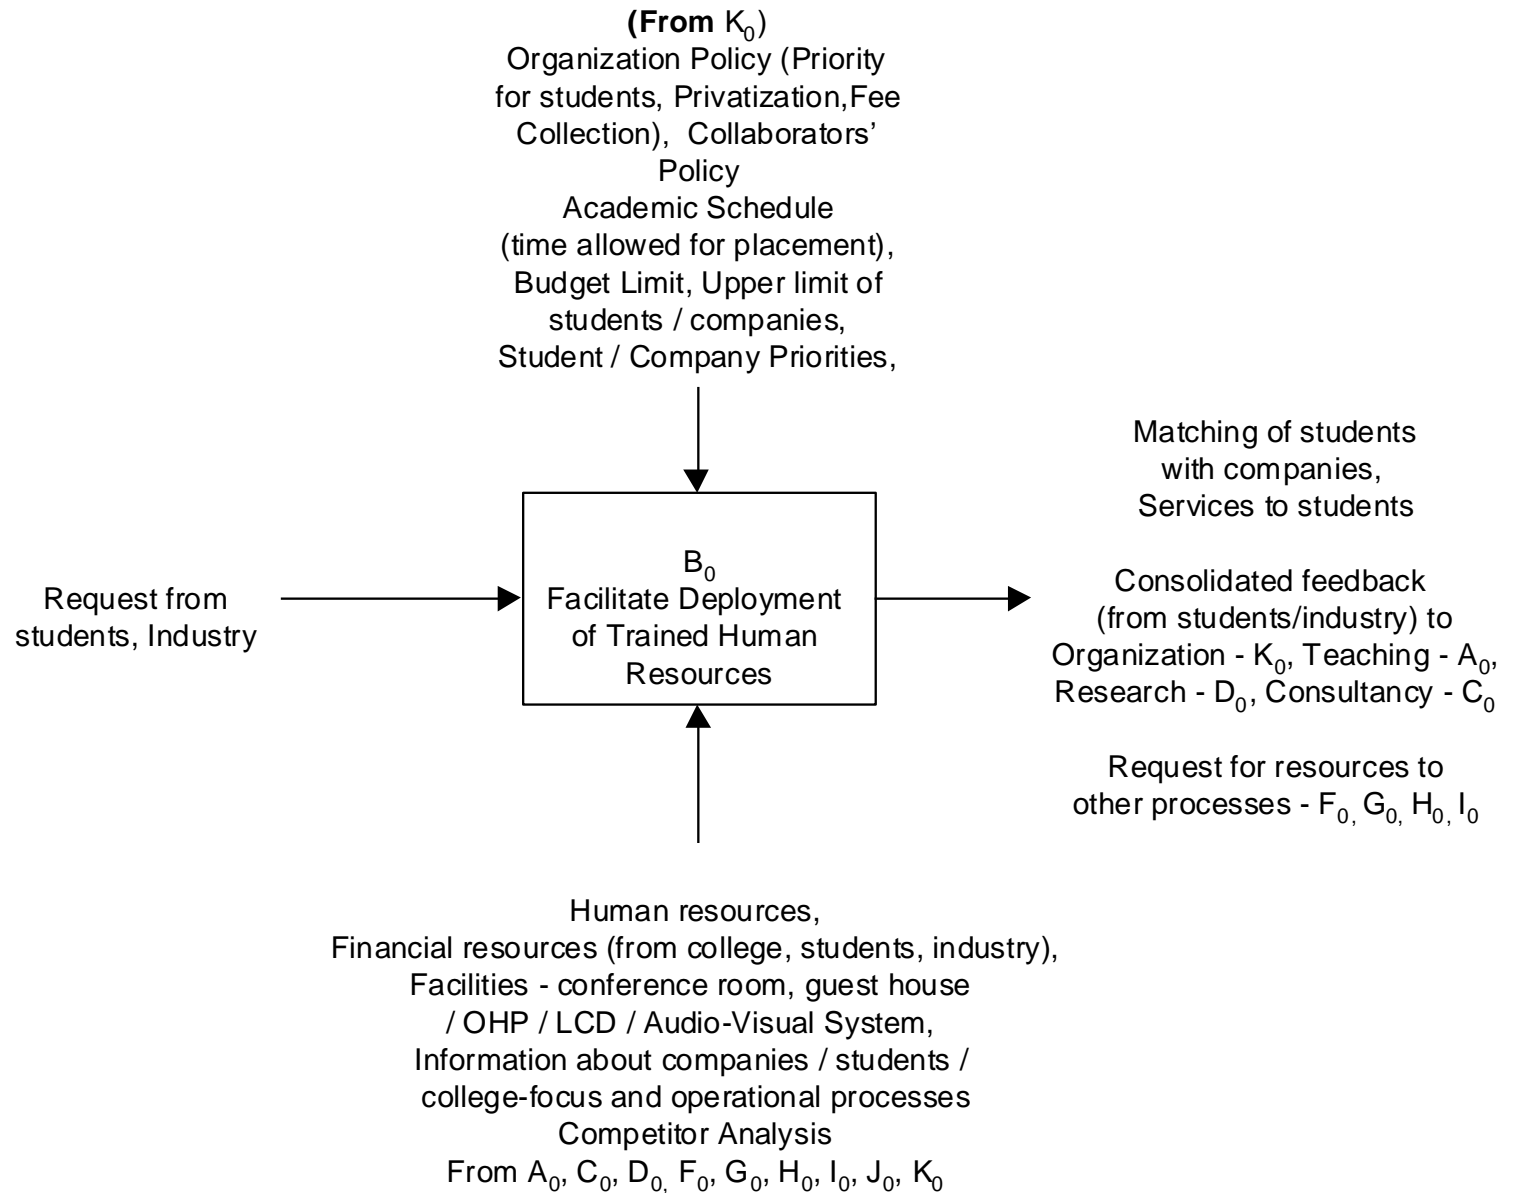 (From K₀)
Organization Policy (Priority
for students, Privatization,Fee
Collection), Collaborators’
Policy
Academic Schedule
(time allowed for placement),
Budget Limit, Upper limit of
students / companies,
Student / Company Priorities,
Request from
students, Industry
B₀
Facilitate Deployment
of Trained Human
Resources
Matching of students
with companies,
Services to students
Consolidated feedback
(from students/industry) to
Organization - K₀, Teaching - A₀,
Research - D₀, Consultancy - C₀
Request for resources to
other processes - F₀, G₀, H₀, I₀
Human resources,
Financial resources (from college, students, industry),
Facilities - conference room, guest house
/ OHP / LCD / Audio-Visual System,
Information about companies / students /
college-focus and operational processes
Competitor Analysis
From A₀, C₀, D₀, F₀, G₀, H₀, I₀, J₀, K₀